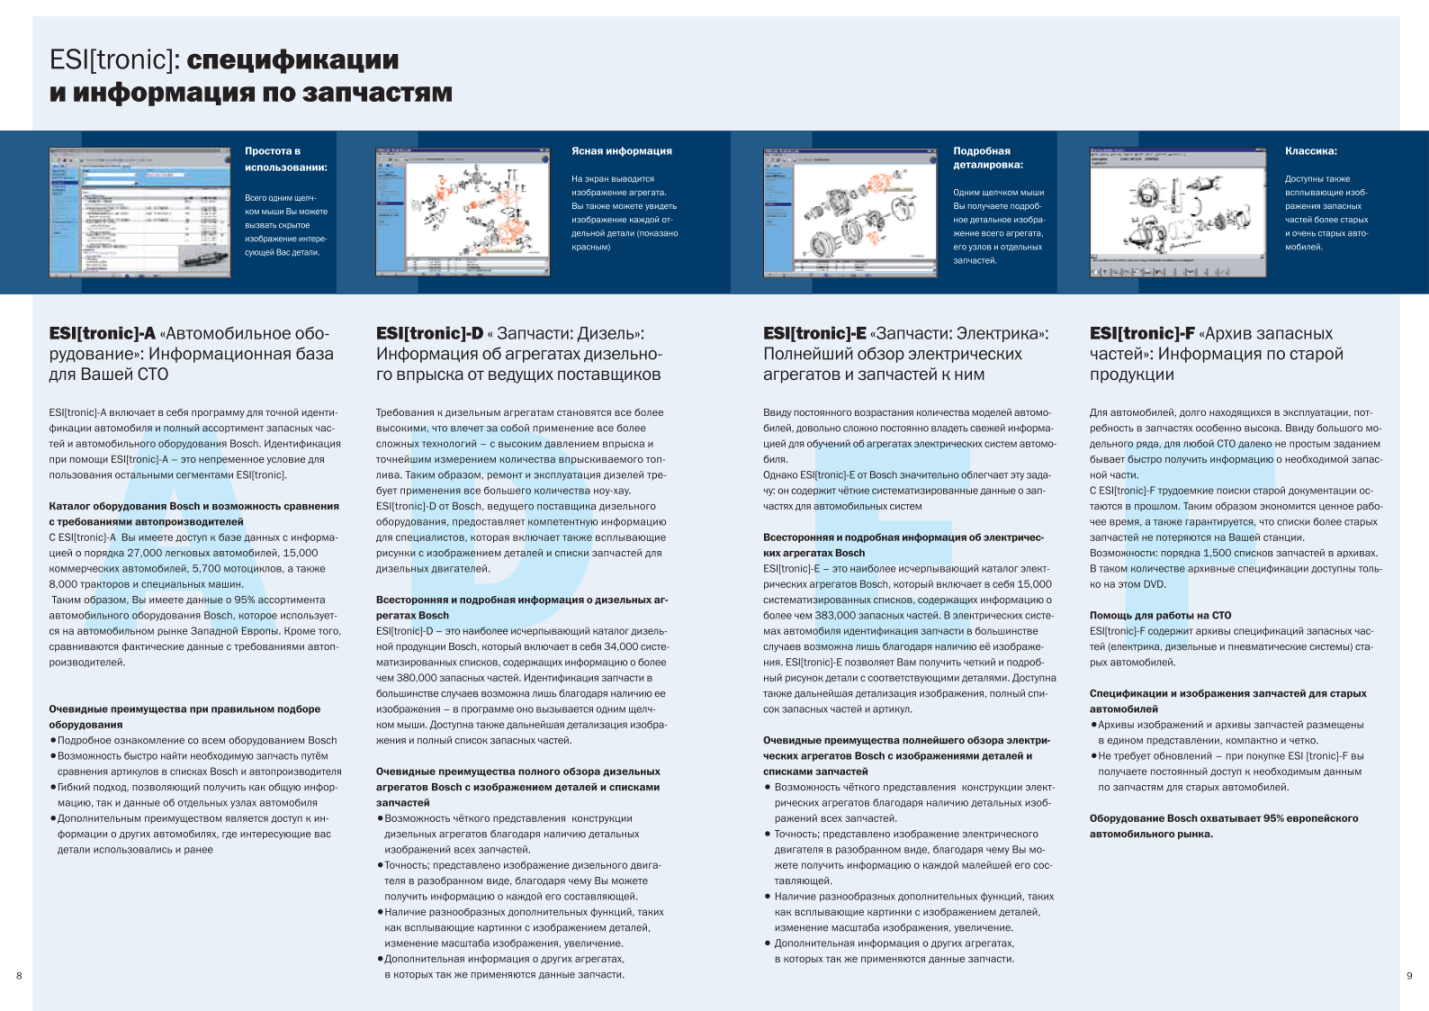 ESI[tronic]: спецификации
и информация по запчастям
Простота в
использовании:
Всего одним щелч-
ком мыши Вы можете
вызвать скрытое
изображение интере-
сующей Вас детали.
Ясная информация
На экран выводится
изображение агрегата.
Вы также можете увидеть
изображение каждой от-
дельной детали (показано
красным)
Подробная
деталировка:
Одним щелчком мыши
Вы получаете подроб-
ное детальное изобра-
жение всего агрегата,
его узлов и отдельных
запчастей.
Классика:
Доступны также
всплывающие изоб-
ражения запасных
частей более старых
и очень старых авто-
мобилей.
ESI[tronic]-A «Автомобильное обо-
рудование»: Информационная база
для Вашей СТО
ESI[tronic]-A включает в себя программу для точной иденти-
фикации автомобиля и полный ассортимент запасных час-
тей и автомобильного оборудования Bosch. Идентификация
при помощи ESI[tronic]-A – это непременное условие для
пользования остальными сегментами ESI[tronic].
Каталог оборудования Bosch и возможность сравнения
с требованиями автопроизводителей
С ESI[tronic]-A Вы имеете доступ к базе данных с информа-
цией о порядка 27,000 легковых автомобилей, 15,000
коммерческих автомобилей, 5,700 мотоциклов, а также
8,000 тракторов и специальных машин.
Таким образом, Вы имеете данные о 95% ассортимента
автомобильного оборудования Bosch, которое использует-
ся на автомобильном рынке Западной Европы. Кроме того,
сравниваются фактические данные с требованиями автоп-
роизводителей.
Очевидные преимущества при правильном подборе
оборудования
●Подробное ознакомление со всем оборудованием Bosch
●Возможность быстро найти необходимую запчасть путём
сравнения артикулов в списках Bosch и автопроизводителя
●Гибкий подход, позволяющий получить как общую инфор-
мацию, так и данные об отдельных узлах автомобиля
●Дополнительным преимуществом является доступ к ин-
формации о других автомобилях, где интересующие вас
детали использовались и ранее
ESI[tronic]-D « Запчасти: Дизель»:
Информация об агрегатах дизельно-
го впрыска от ведущих поставщиков
Требования к дизельным агрегатам становятся все более
высокими, что влечет за собой применение все более
сложных технологий – с высоким давлением впрыска и
точнейшим измерением количества впрыскиваемого топ-
лива. Таким образом, ремонт и эксплуатация дизелей тре-
бует применения все большего количества ноу-хау.
ESI[tronic]-D от Bosch, ведущего поставщика дизельного
оборудования, предоставляет компетентную информацию
для специалистов, которая включает также всплывающие
рисунки с изображением деталей и списки запчастей для
дизельных двигателей.
Всесторонняя и подробная информация о дизельных аг-
регатах Bosch
ESI[tronic]-D – это наиболее исчерпывающий каталог дизель-
ной продукции Bosch, который включает в себя 34,000 систе-
матизированных списков, содержащих информацию о более
чем 380,000 запасных частей. Идентификация запчасти в
большинстве случаев возможна лишь благодаря наличию ее
изображения – в программе оно вызывается одним щелч-
ком мыши. Доступна также дальнейшая детализация изобра-
жения и полный список запасных частей.
Очевидные преимущества полного обзора дизельных
агрегатов Bosch с изображением деталей и списками
запчастей
●Возможность чёткого представления конструкции
дизельных агрегатов благодаря наличию детальных
изображений всех запчастей.
●Точность; представлено изображение дизельного двига-
теля в разобранном виде, благодаря чему Вы можете
получить информацию о каждой его составляющей.
●Наличие разнообразных дополнительных функций, таких
как всплывающие картинки с изображением деталей,
изменение масштаба изображения, увеличение.
●Дополнительная информация о других агрегатах,
в которых так же применяются данные запчасти.
ESI[tronic]-E «Запчасти: Электрика»:
Полнейший обзор электрических
агрегатов и запчастей к ним
Ввиду постоянного возрастания количества моделей автомо-
билей, довольно сложно постоянно владеть свежей информа-
цией для обучений об агрегатах электрических систем автомо-
биля.
Однако ESI[tronic]-E от Bosch значительно облегчает эту зада-
чу: он содержит чёткие систематизированные данные о зап-
частях для автомобильных систем
Всесторонняя и подробная информация об электричес-
ких агрегатах Bosch
ESI[tronic]-E – это наиболее исчерпывающий каталог элект-
рических агрегатов Bosch, который включает в себя 15,000
систематизированных списков, содержащих информацию о
более чем 383,000 запасных частей. В электрических систе-
мах автомобиля идентификация запчасти в большинстве
случаев возможна лишь благодаря наличию её изображе-
ния. ESI[tronic]-E позволяет Вам получить четкий и подроб-
ный рисунок детали с соответствующими деталями. Доступна
также дальнейшая детализация изображения, полный спи-
сок запасных частей и артикул.
Очевидные преимущества полнейшего обзора электри-
ческих агрегатов Bosch с изображениями деталей и
списками запчастей
● Возможность чёткого представления конструкции элект-
рических агрегатов благодаря наличию детальных изоб-
ражений всех запчастей.
● Точность; представлено изображение электрического
двигателя в разобранном виде, благодаря чему Вы мо-
жете получить информацию о каждой малейшей его сос-
тавляющей.
● Наличие разнообразных дополнительных функций, таких
как всплывающие картинки с изображением деталей,
изменение масштаба изображения, увеличение.
● Дополнительная информация о других агрегатах,
в которых так же применяются данные запчасти.
ESI[tronic]-F «Архив запасных
частей»: Информация по старой
продукции
Для автомобилей, долго находящихся в эксплуатации, пот-
ребность в запчастях особенно высока. Ввиду большого мо-
дельного ряда, для любой СТО далеко не простым заданием
бывает быстро получить информацию о необходимой запас-
ной части.
С ESI[tronic]-F трудоемкие поиски старой документации ос-
таются в прошлом. Таким образом экономится ценное рабо-
чее время, а также гарантируется, что списки более старых
запчастей не потеряются на Вашей станции.
Возможности: порядка 1,500 списков запчастей в архивах.
В таком количестве архивные спецификации доступны толь-
ко на этом DVD.
Помощь для работы на СТО
ESI[tronic]-F содержит архивы спецификаций запасных час-
тей (електрика, дизельные и пневматические системы) ста-
рых автомобилей.
Спецификации и изображения запчастей для старых
автомобилей
●Архивы изображений и архивы запчастей размещены
в едином представлении, компактно и четко.
●Не требует обновлений – при покупке ESI [tronic]-F вы
получаете постоянный доступ к необходимым данным
по запчастям для старых автомобилей.
Оборудование Bosch охватывает 95% европейского
автомобильного рынка.
A
D
E
F
8
9